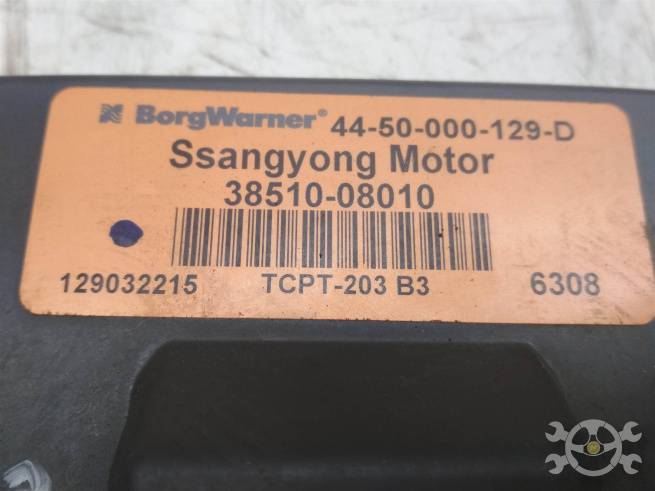 BorgWarner® 44-50-000-129-D
Ssangyong Motor
38510-08010
129032215 TCPT-203 B3 6308